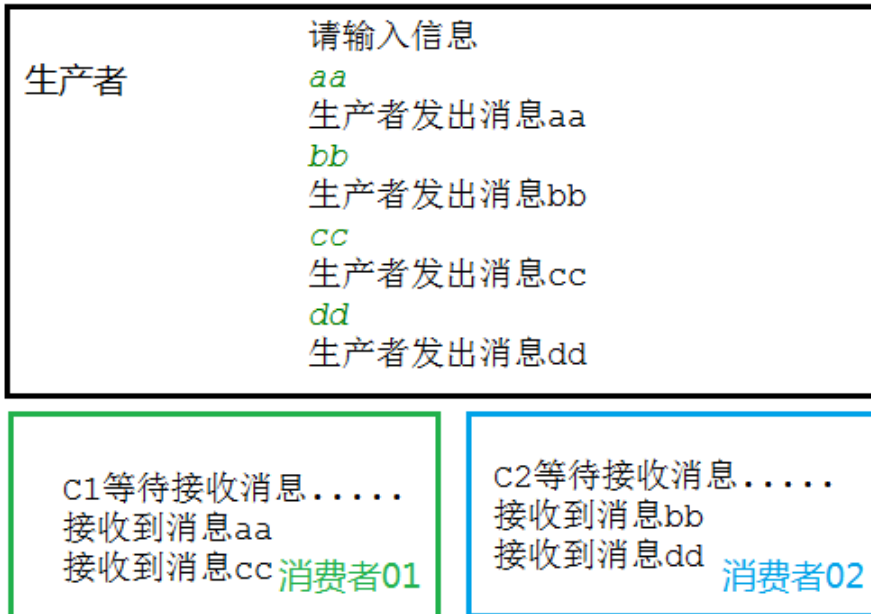 请输入信息
生产者
aa
生产者发出消息aa
bb
生产者发出消息bb
cc
生产者发出消息cc
dd
生产者发出消息dd
C1等待接收消息.....
接收到消息aa
接收到消息cc
消费者01
C2等待接收消息.....
接收到消息bb
接收到消息dd
消费者02